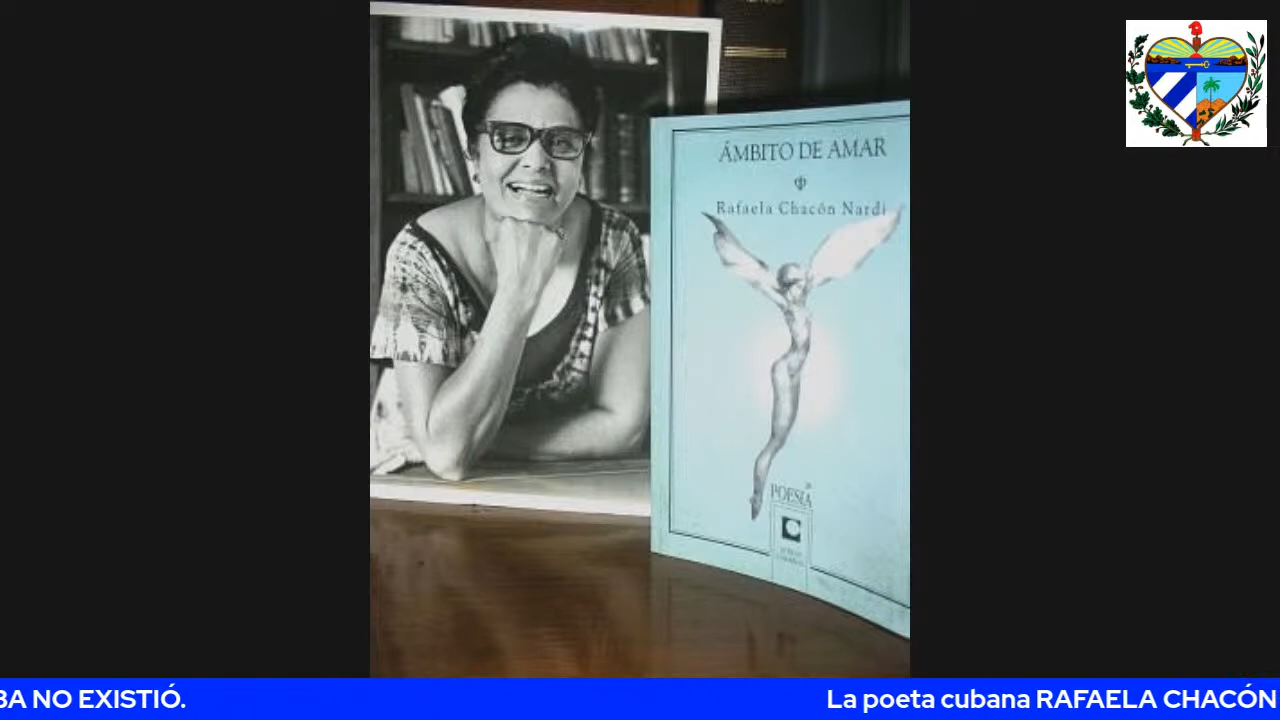 ÁMBITO DE AMAR
Rafaela Chacón Nardi
POESÍA
BA NO EXISTIÓ.
La poeta cubana RAFAELA CHACÓN